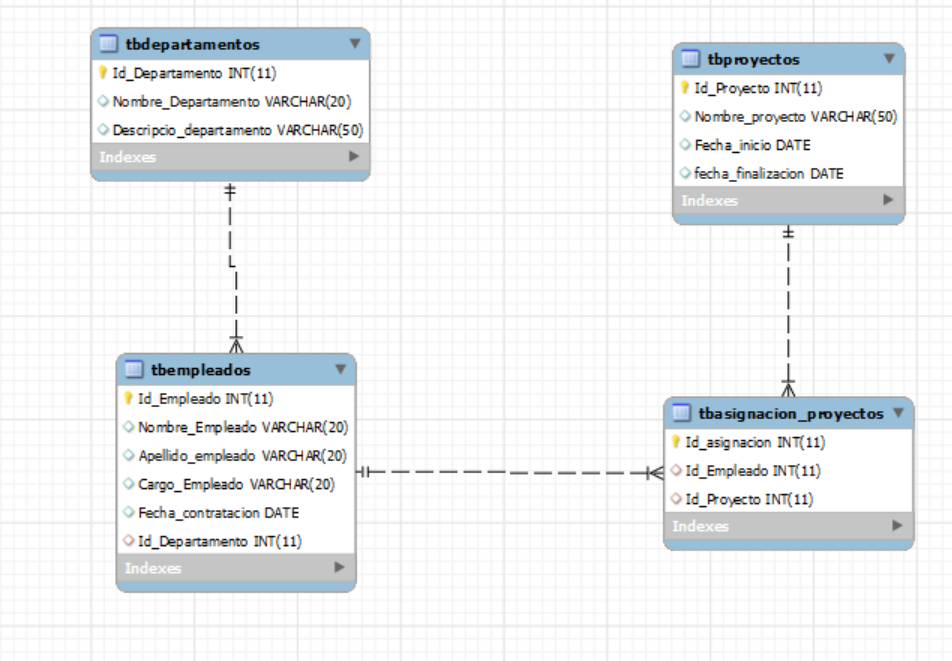 tbdepartamentos
Id_Departamento INT(11)
Nombre_Departamento VARCHAR(20)
Descripcio_departamento VARCHAR(50)
Indexes
tbproyectos
Id_Proyecto INT(11)
Nombre_proyecto VARCHAR(50)
Fecha_inicio DATE
fecha_finalizacion DATE
Indexes
tbempleados
Id_Empleado INT(11)
Nombre_Empleado VARCHAR(20)
Apellido_empleado VARCHAR(20)
Cargo_Empleado VARCHAR(20)
Fecha_contratacion DATE
Id_Departamento INT(11)
Indexes
tbasignacion_proyectos
Id_asignacion INT(11)
Id_Empleado INT(11)
Id_Proyecto INT(11)
Indexes